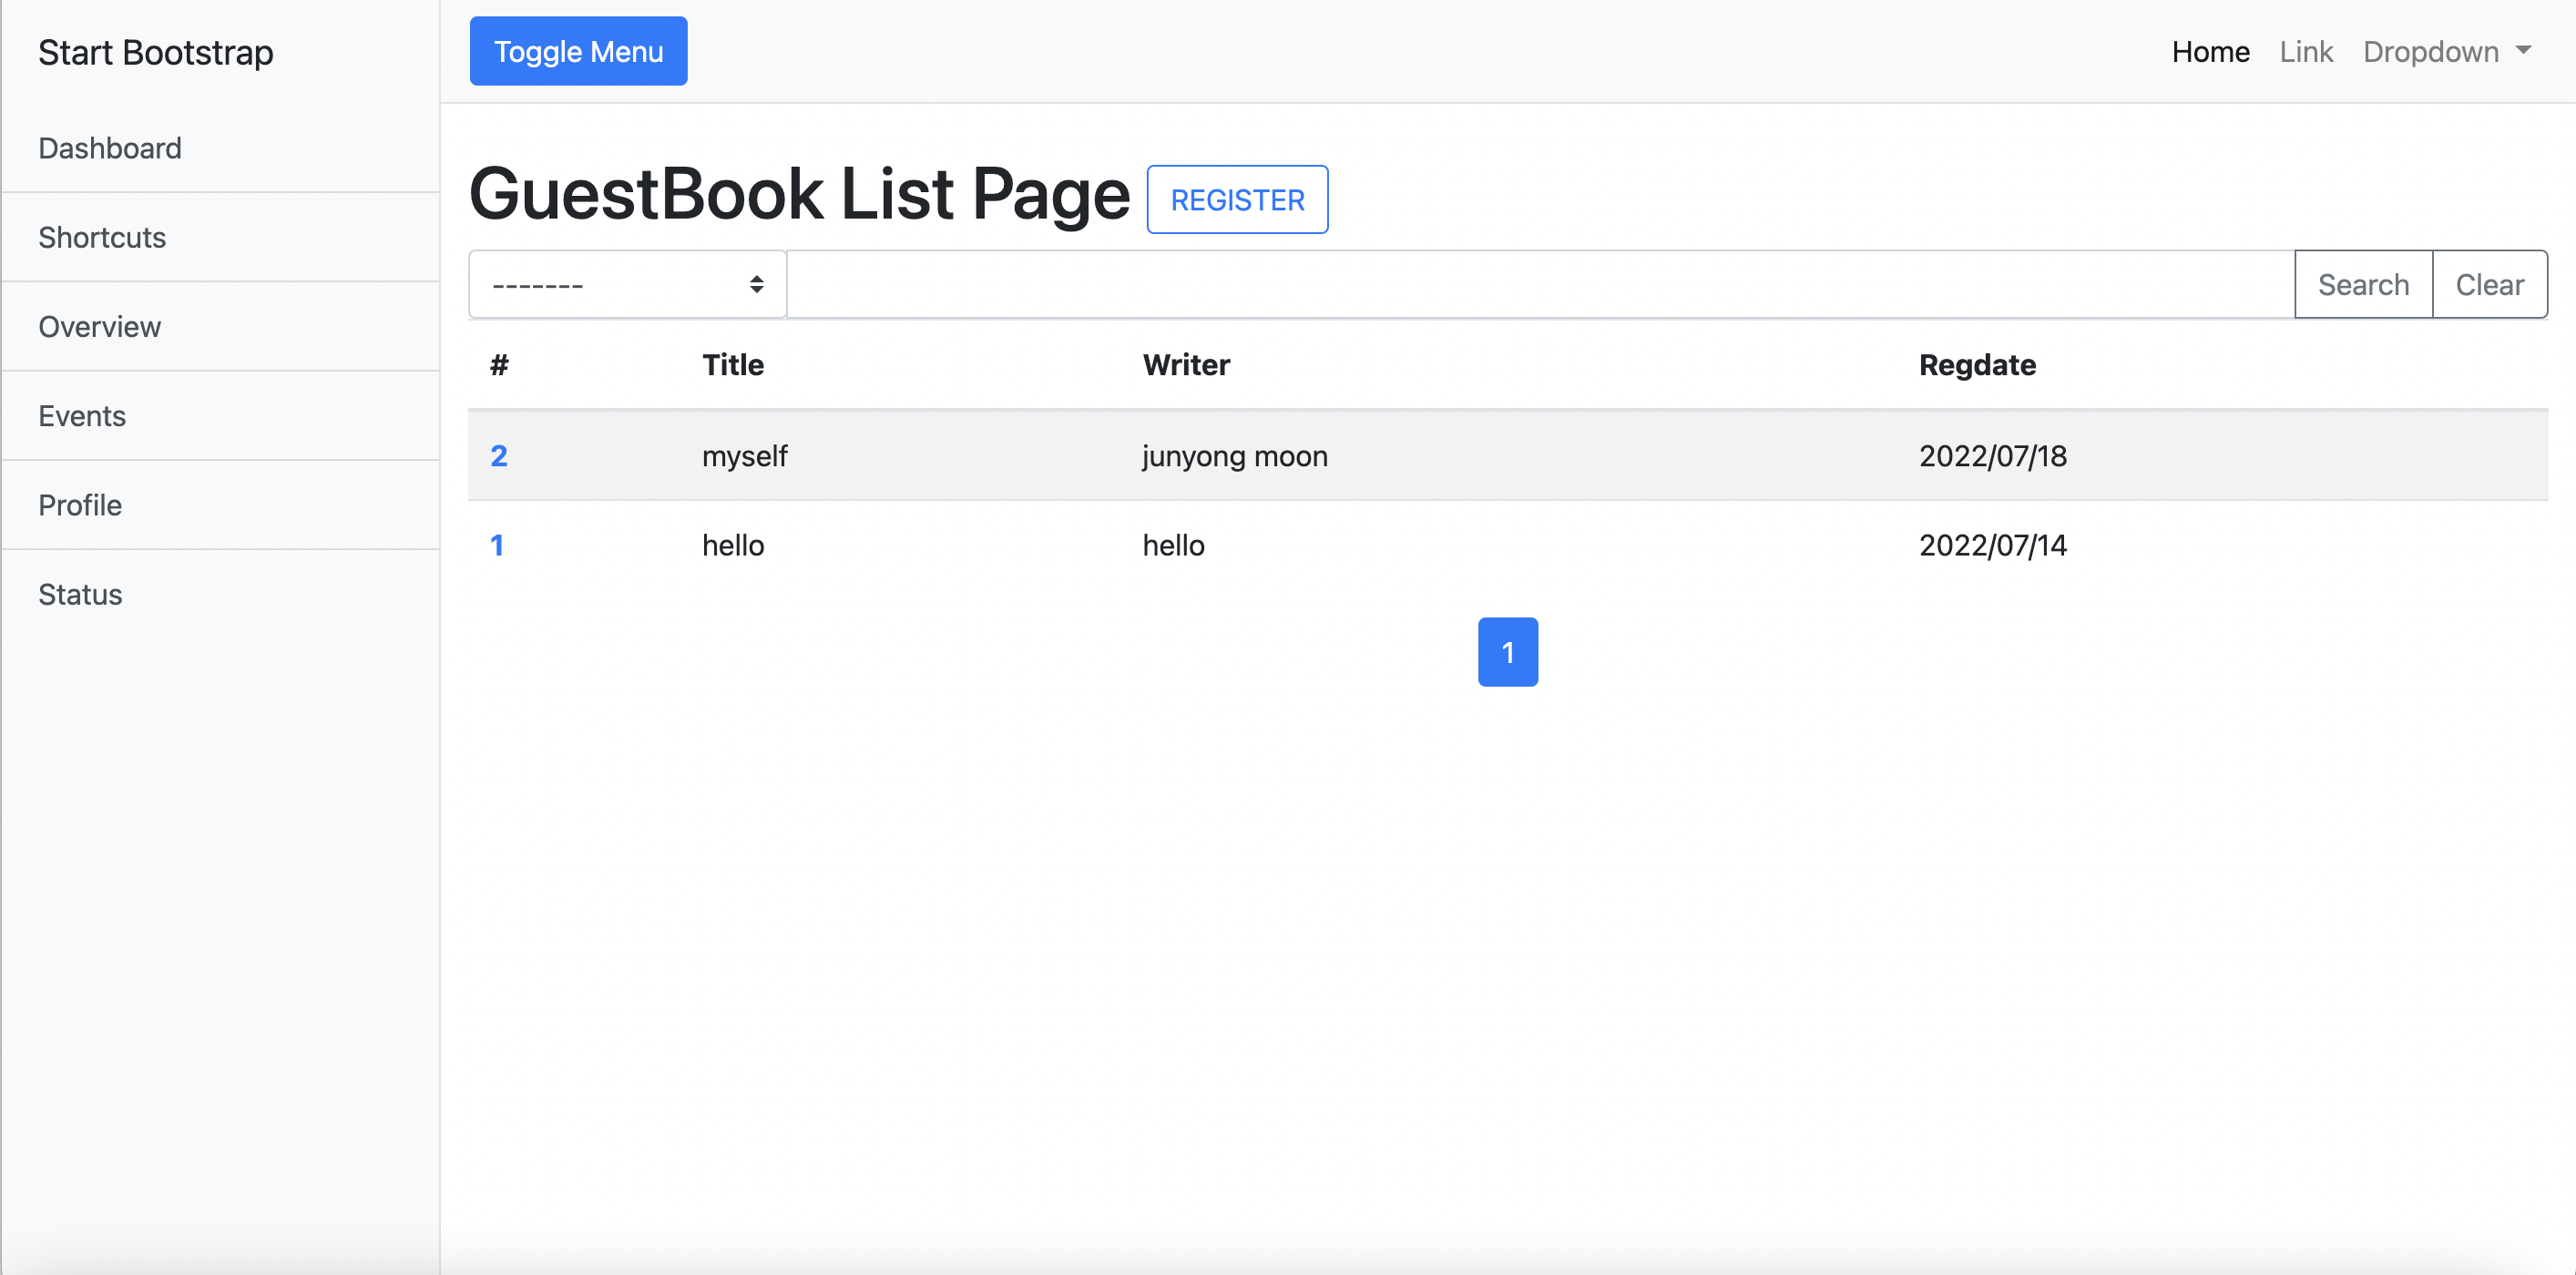 Start Bootstrap
Toggle Menu
Home Link Dropdown
Dashboard
Shortcuts
Overview
Events
Profile
Status
GuestBook List Page REGISTER
------- Search Clear
# Title Writer Regdate
2 myself junyong moon 2022/07/18
1 hello hello 2022/07/14
1